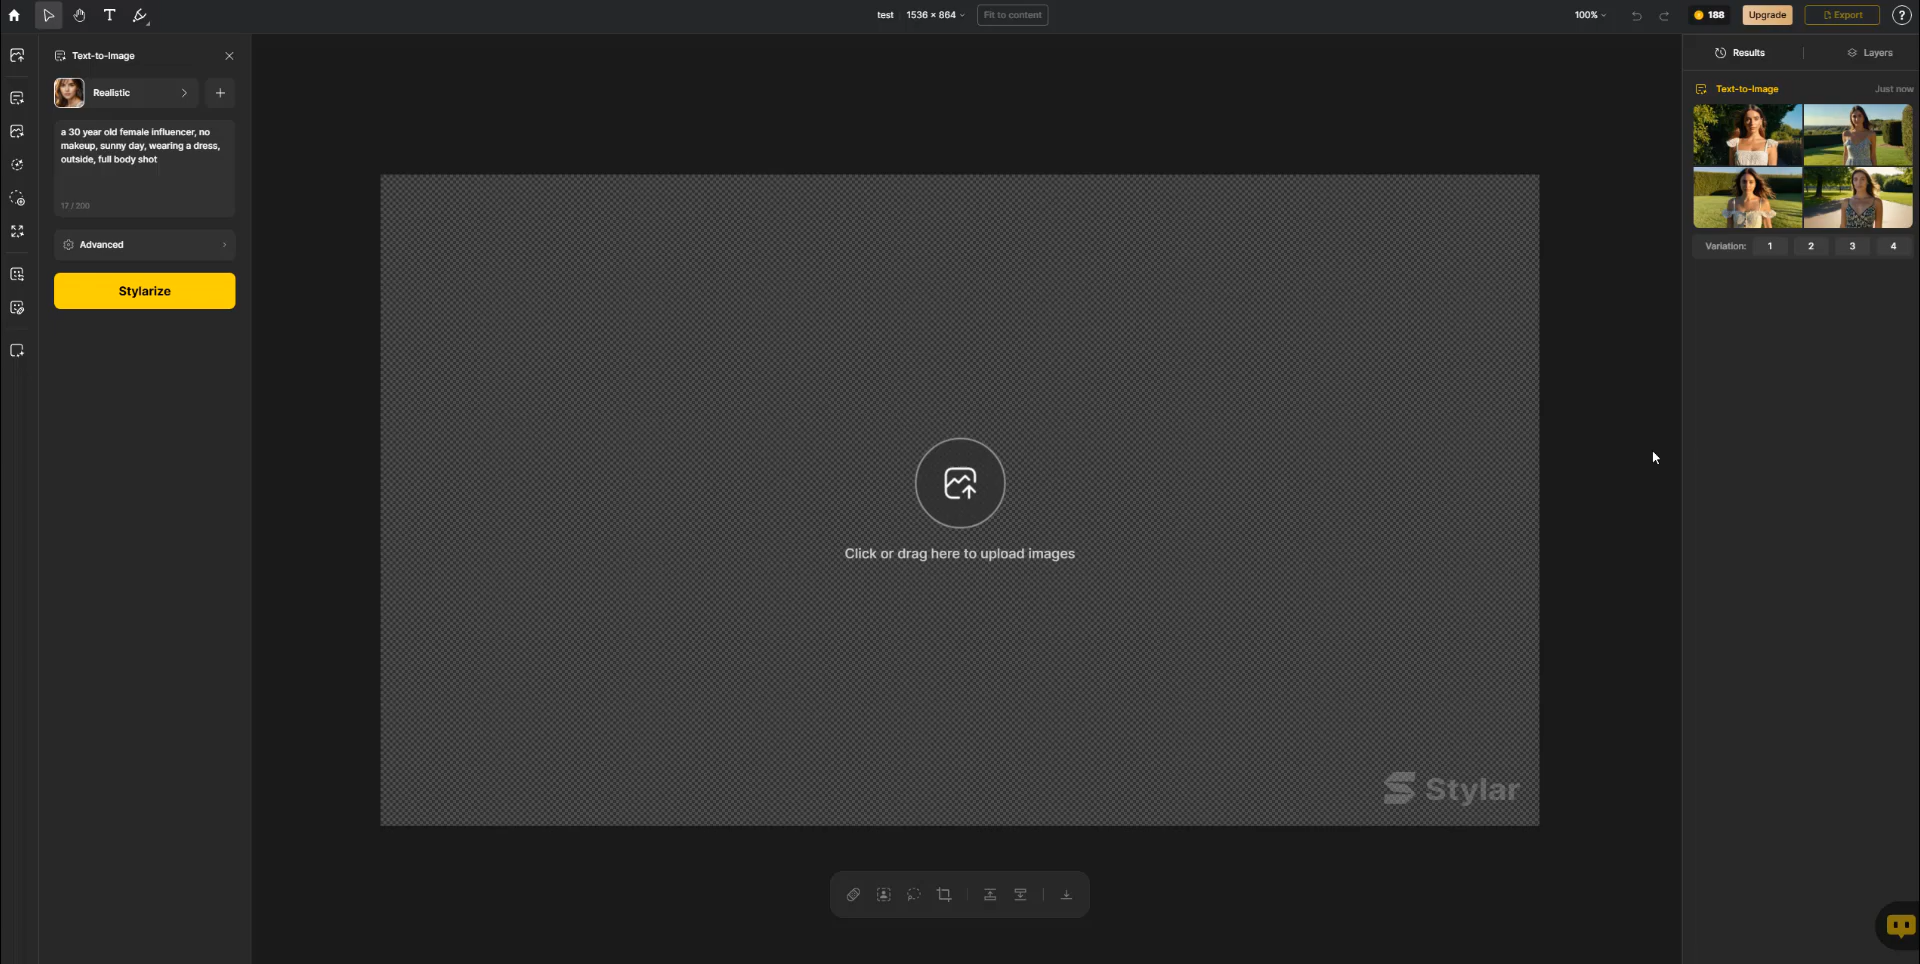 test 1536 × 864 Fit to content 100% 188 Upgrade Export ?
Text-to-Image
Realistic
a 30 year old female influencer, no
makeup, sunny day, wearing a dress,
outside, full body shot
17 / 200
Advanced
Stylarize
Click or drag here to upload images
Stylar
Results Layers
Text-to-Image Just now
Variation: 1 2 3 4